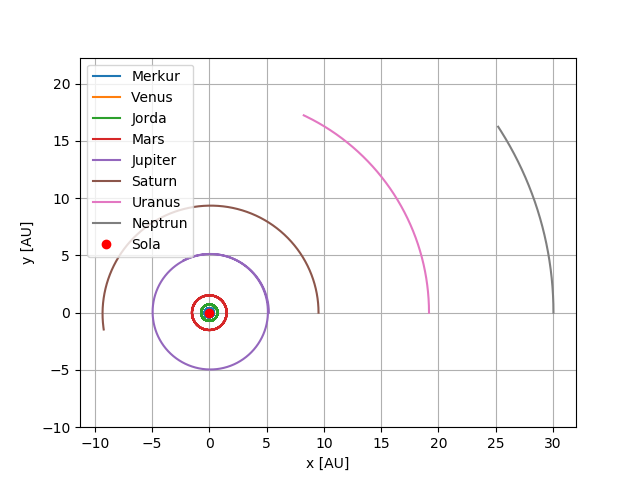 20
15
10
5
0
−5
−10
y [AU]
Merkur
Venus
Jorda
Mars
Jupiter
Saturn
Uranus
Neptrun
Sola
−10 −5 0 5 10 15 20 25 30
x [AU]